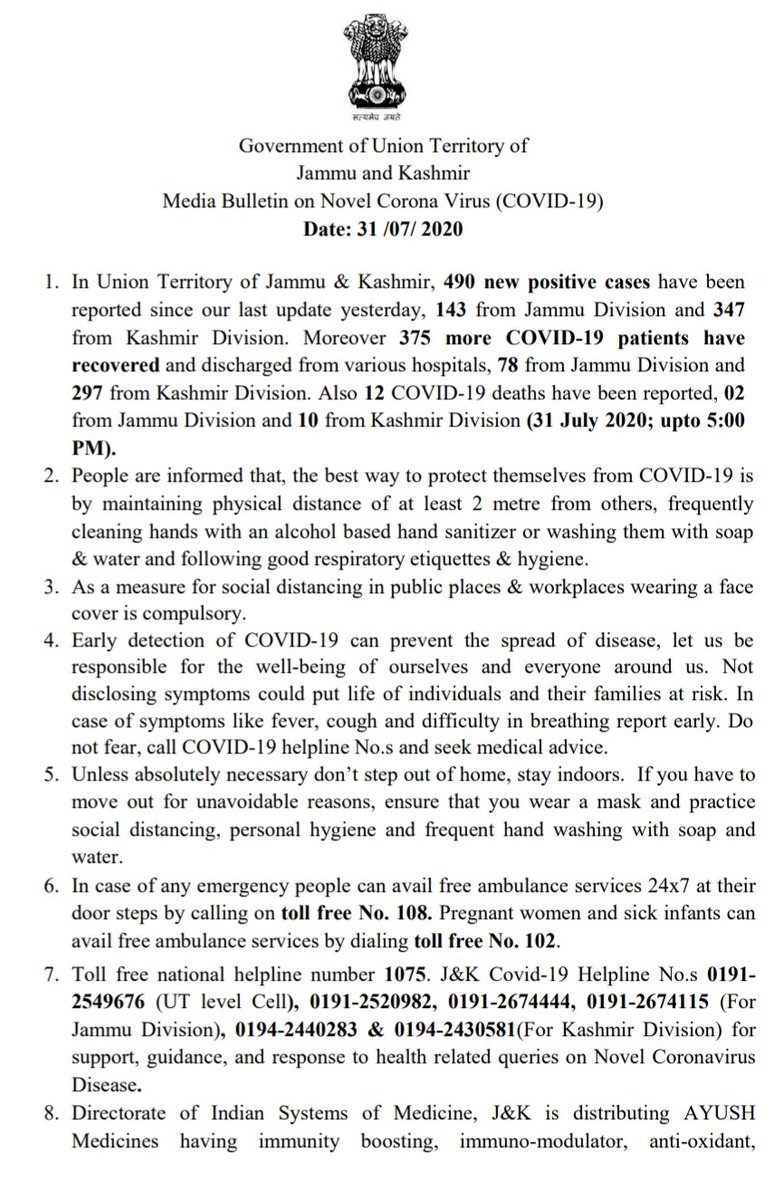 सत्यमेव जयते
Government of Union Territory of
Jammu and Kashmir
Media Bulletin on Novel Corona Virus (COVID-19)
Date: 31 /07/ 2020
1. In Union Territory of Jammu & Kashmir, 490 new positive cases have been
reported since our last update yesterday, 143 from Jammu Division and 347
from Kashmir Division. Moreover 375 more COVID-19 patients have
recovered and discharged from various hospitals, 78 from Jammu Division and
297 from Kashmir Division. Also 12 COVID-19 deaths have been reported, 02
from Jammu Division and 10 from Kashmir Division (31 July 2020; upto 5:00
PM).
2. People are informed that, the best way to protect themselves from COVID-19 is
by maintaining physical distance of at least 2 metre from others, frequently
cleaning hands with an alcohol based hand sanitizer or washing them with soap
& water and following good respiratory etiquettes & hygiene.
3. As a measure for social distancing in public places & workplaces wearing a face
cover is compulsory.
4. Early detection of COVID-19 can prevent the spread of disease, let us be
responsible for the well-being of ourselves and everyone around us. Not
disclosing symptoms could put life of individuals and their families at risk. In
case of symptoms like fever, cough and difficulty in breathing report early. Do
not fear, call COVID-19 helpline No.s and seek medical advice.
5. Unless absolutely necessary don’t step out of home, stay indoors. If you have to
move out for unavoidable reasons, ensure that you wear a mask and practice
social distancing, personal hygiene and frequent hand washing with soap and
water.
6. In case of any emergency people can avail free ambulance services 24x7 at their
door steps by calling on toll free No. 108. Pregnant women and sick infants can
avail free ambulance services by dialing toll free No. 102.
7. Toll free national helpline number 1075. J&K Covid-19 Helpline No.s 0191-
2549676 (UT level Cell), 0191-2520982, 0191-2674444, 0191-2674115 (For
Jammu Division), 0194-2440283 & 0194-2430581(For Kashmir Division) for
support, guidance, and response to health related queries on Novel Coronavirus
Disease.
8. Directorate of Indian Systems of Medicine, J&K is distributing AYUSH
Medicines having immunity boosting, immuno-modulator, anti-oxidant,